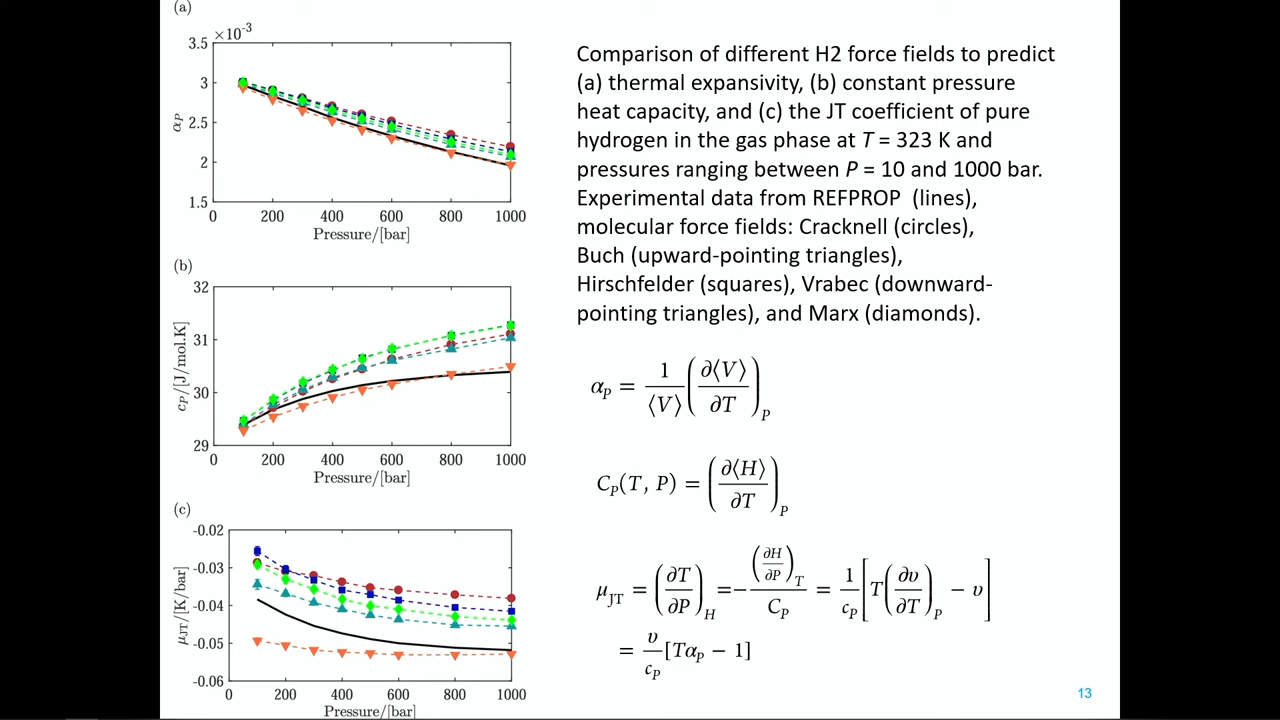 (a)
×10⁻³
3.5
3
2.5
2
1.5
α_P
0 200 400 600 800 1000
Pressure/[bar]
(b)
32
31
30
29
c_P/[J/mol.K]
0 200 400 600 800 1000
Pressure/[bar]
(c)
-0.02
-0.03
-0.04
-0.05
-0.06
μ_JT/[K/bar]
0 200 400 600 800 1000
Pressure/[bar]
Comparison of different H2 force fields to predict
(a) thermal expansivity, (b) constant pressure
heat capacity, and (c) the JT coefficient of pure
hydrogen in the gas phase at T = 323 K and
pressures ranging between P = 10 and 1000 bar.
Experimental data from REFPROP (lines),
molecular force fields: Cracknell (circles),
Buch (upward-pointing triangles),
Hirschfelder (squares), Vrabec (downward-
pointing triangles), and Marx (diamonds).
α_P = 1/⟨V⟩ (∂⟨V⟩/∂T)_P
C_P(T, P) = (∂⟨H⟩/∂T)_P
μ_JT = (∂T/∂P)_H = −(∂H/∂P)_T/C_P = 1/c_P [T(∂υ/∂T)_P − υ]
= υ/c_P [Tα_P − 1]
13